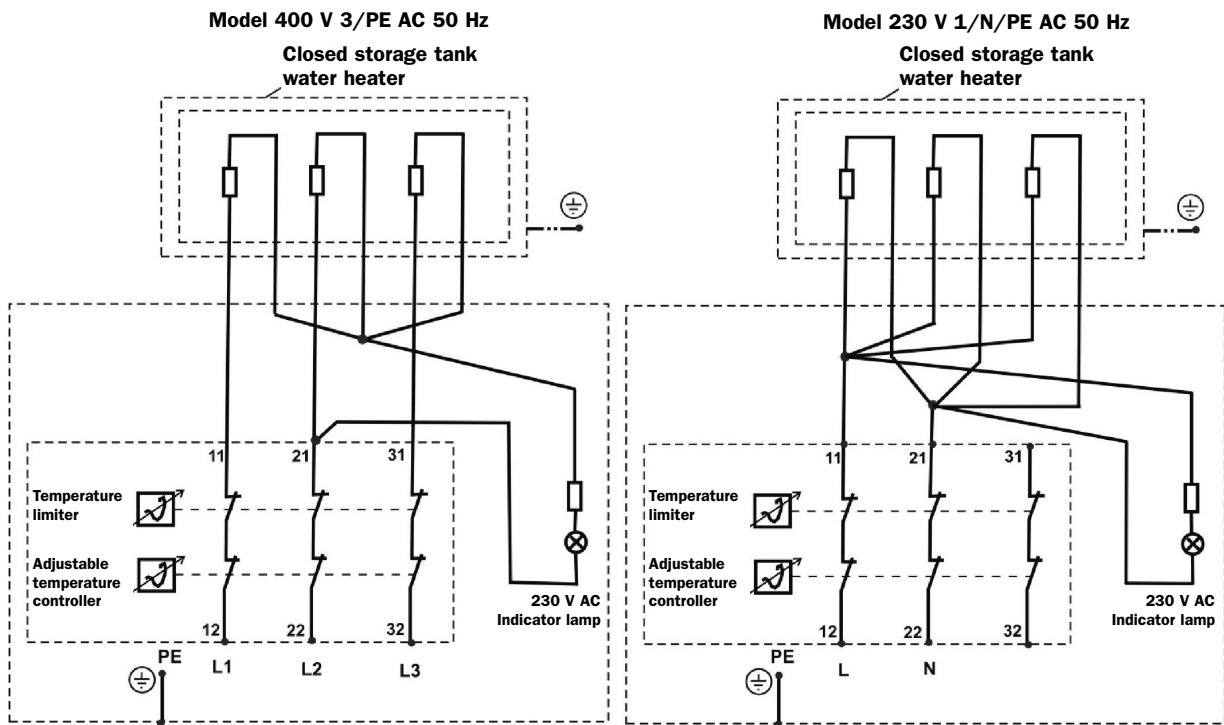 Model 400 V 3/PE AC 50 Hz
Closed storage tank
water heater
11
21
31
Temperature
limiter
Adjustable
temperature
controller
12
22
32
230 V AC
Indicator lamp
PE
L1
L2
L3
Model 230 V 1/N/PE AC 50 Hz
Closed storage tank
water heater
11
21
31
Temperature
limiter
Adjustable
temperature
controller
12
22
32
230 V AC
Indicator lamp
PE
L
N